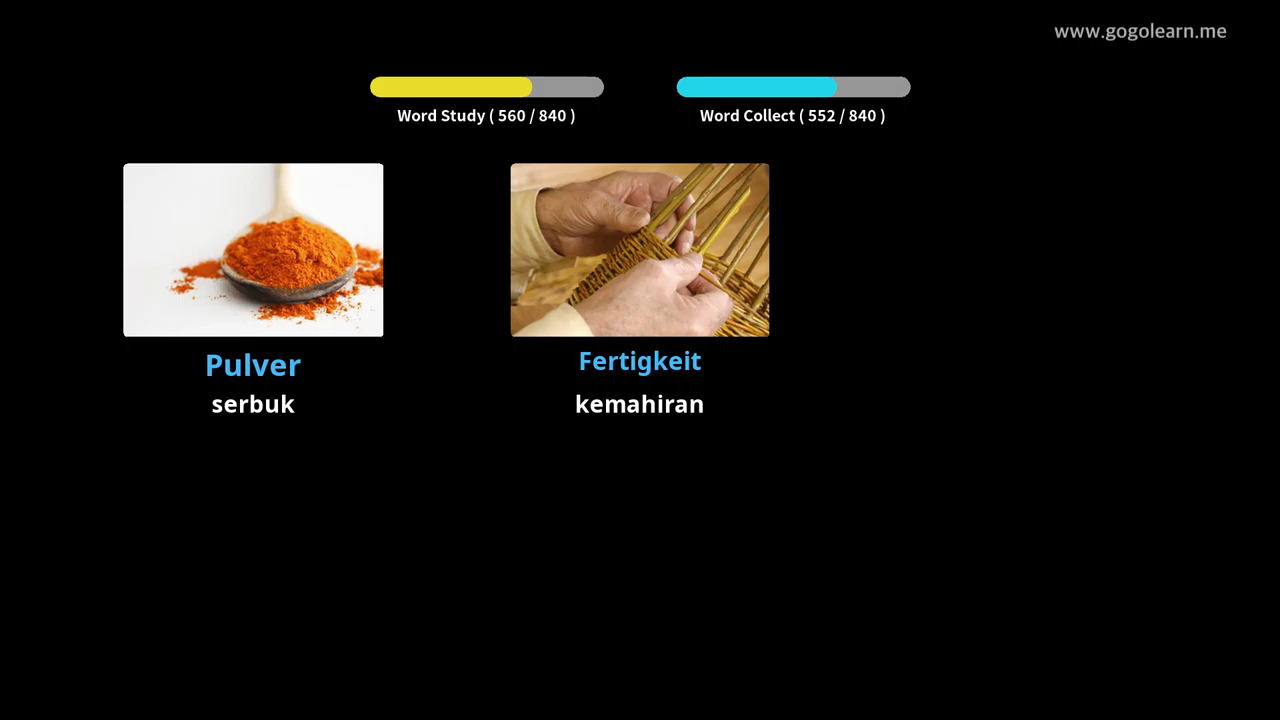 www.gogolearn.me
Word Study ( 560 / 840 )
Word Collect ( 552 / 840 )
Pulver
serbuk
Fertigkeit
kemahiran